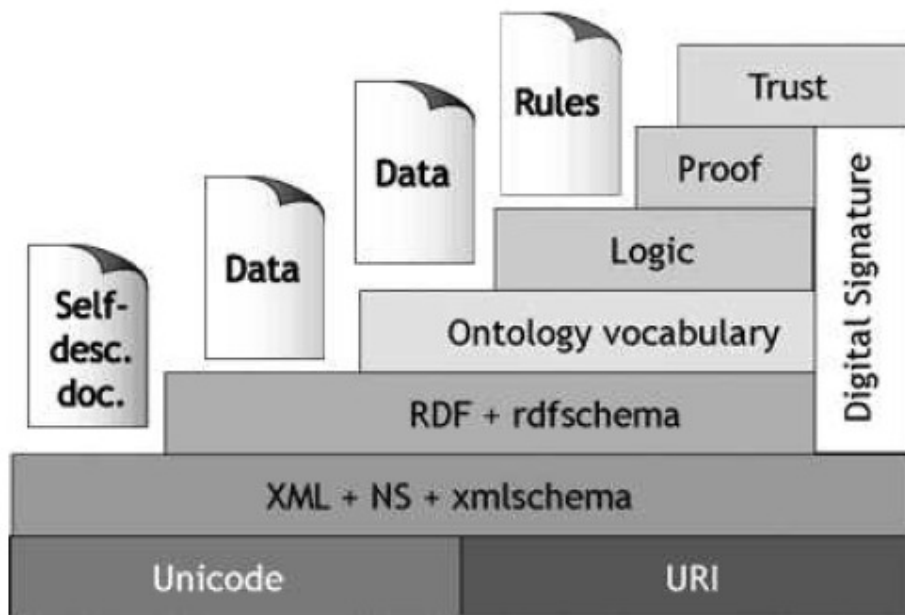 Rules
Trust
Data
Proof
Data
Logic
Self-
desc.
doc.
Ontology vocabulary
Digital Signature
RDF + rdfschema
XML + NS + xmlschema
Unicode
URI